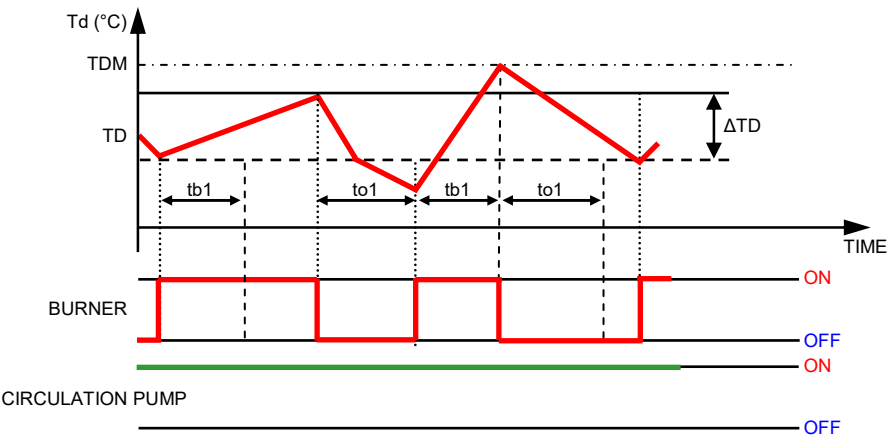 Td (°C)
TDM
TD
ΔTD
tb1 to1 tb1 to1
TIME
ON
BURNER
OFF
ON
CIRCULATION PUMP
OFF